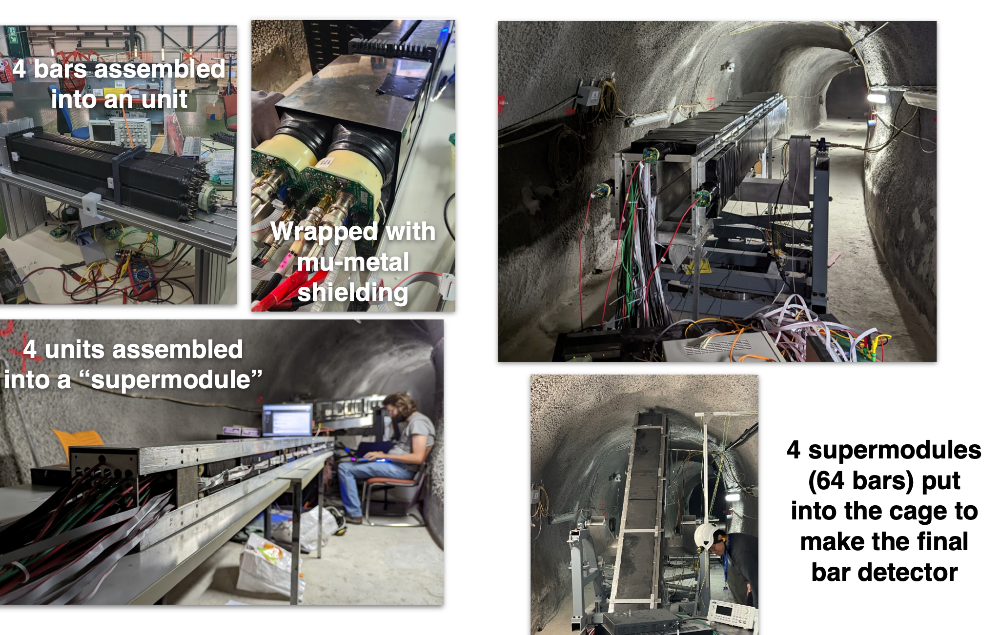 4 bars assembled
into an unit
Wrapped with
mu-metal
shielding
4 units assembled
into a “supermodule”
4 supermodules
(64 bars) put
into the cage to
make the final
bar detector
173